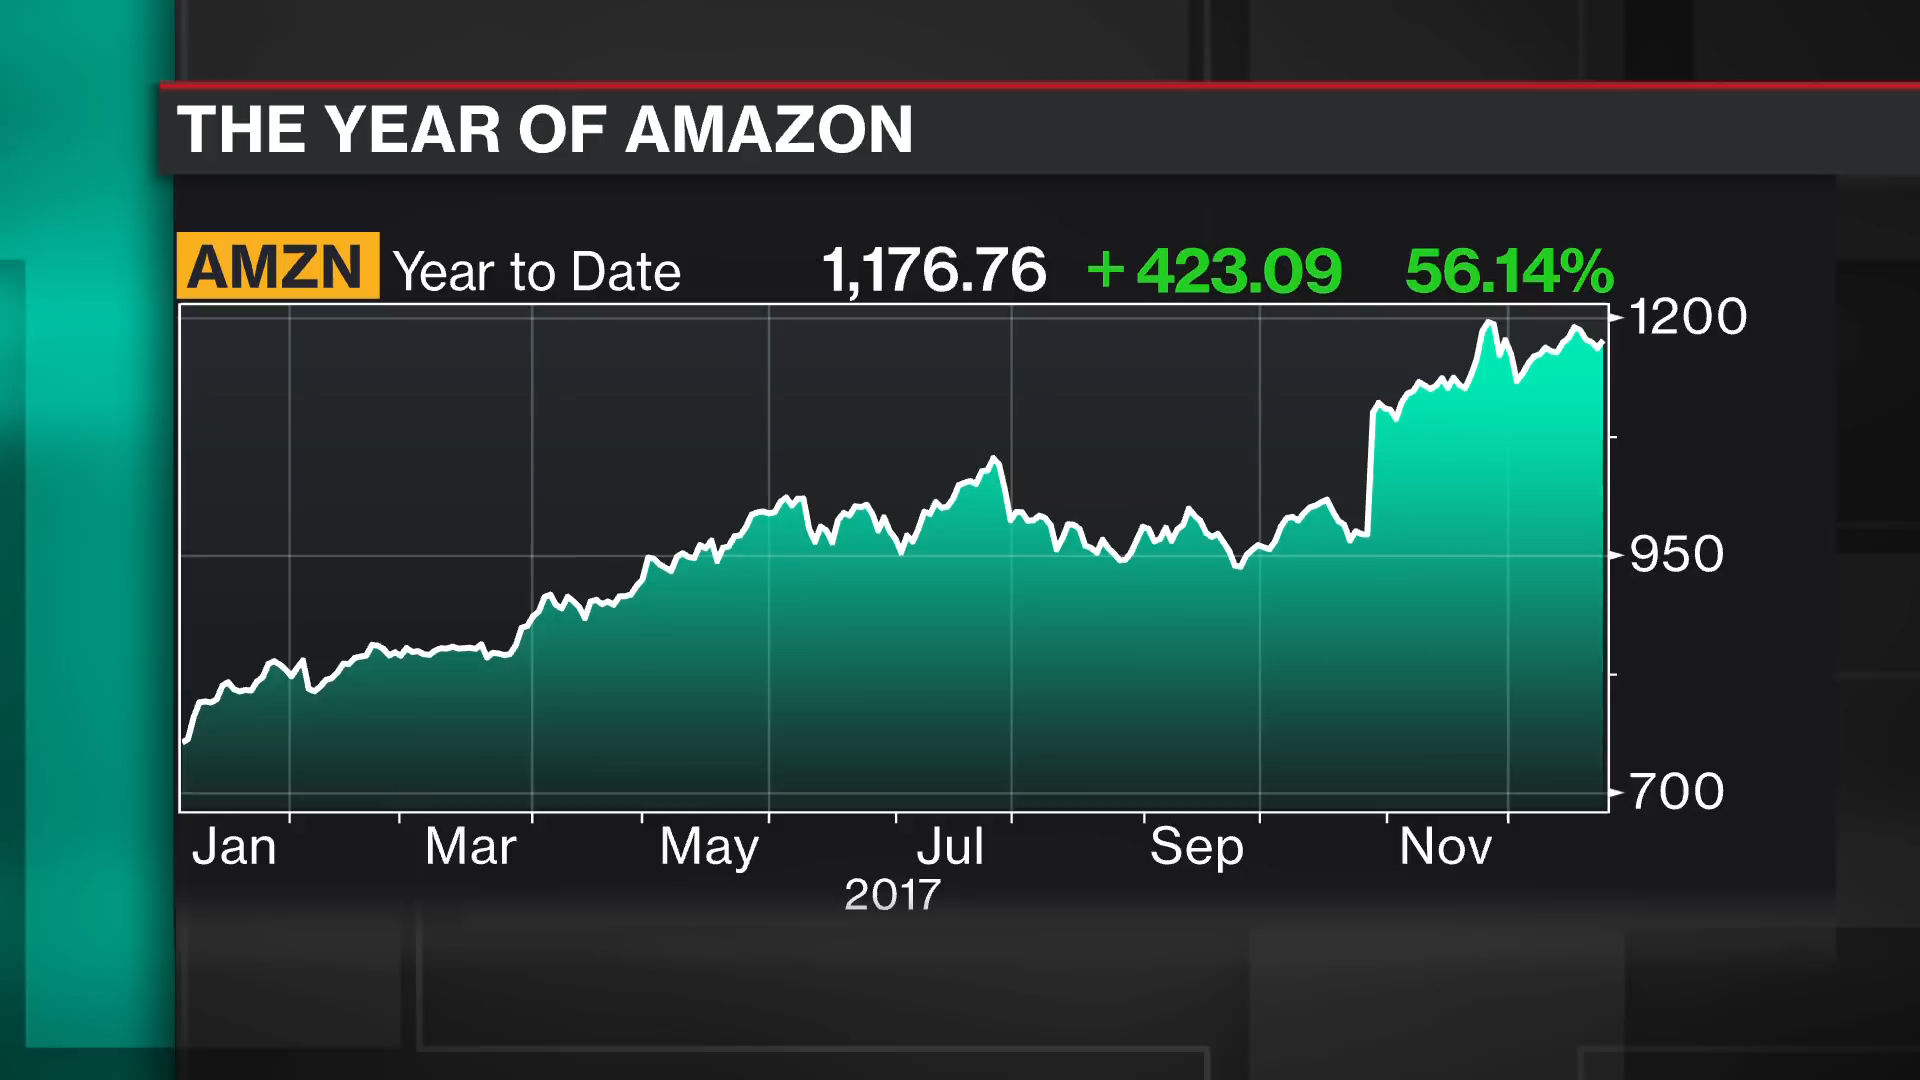 THE YEAR OF AMAZON
AMZN Year to Date 1,176.76 +423.09 56.14%
1200
950
700
Jan Mar May Jul Sep Nov
2017